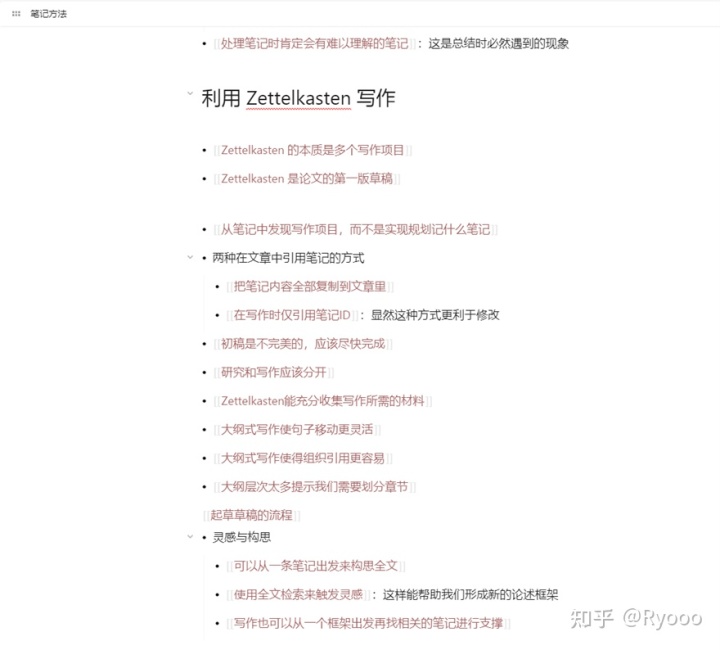 笔记方法
• [[处理笔记时肯定会有难以理解的笔记]]：这是总结时必然遇到的现象
利用 Zettelkasten 写作
• [[Zettelkasten 的本质是多个写作项目]]
• [[Zettelkasten 是论文的第一版草稿]]
• [[从笔记中发现写作项目，而不是实现规划记什么笔记]]
• 两种在文章中引用笔记的方式
• [[把笔记内容全部复制到文章里]]
• [[在写作时仅引用笔记ID]]：显然这种方式更利于修改
• [[初稿是不完美的，应该尽快完成]]
• [[研究和写作应该分开]]
• [[Zettelkasten能充分收集写作所需的材料]]
• [[大纲式写作使句子移动更灵活]]
• [[大纲式写作使得组织引用更容易]]
• [[大纲层次太多提示我们需要划分章节]]
[[起草草稿的流程]]
• 灵感与构思
• [[可以从一条笔记出发来构思全文]]
• [[使用全文检索来触发灵感]]：这样能帮助我们形成新的论述框架
• [[写作也可以从一个框架出发再找相关的笔记进行支撑]]
知乎 @Ryooo